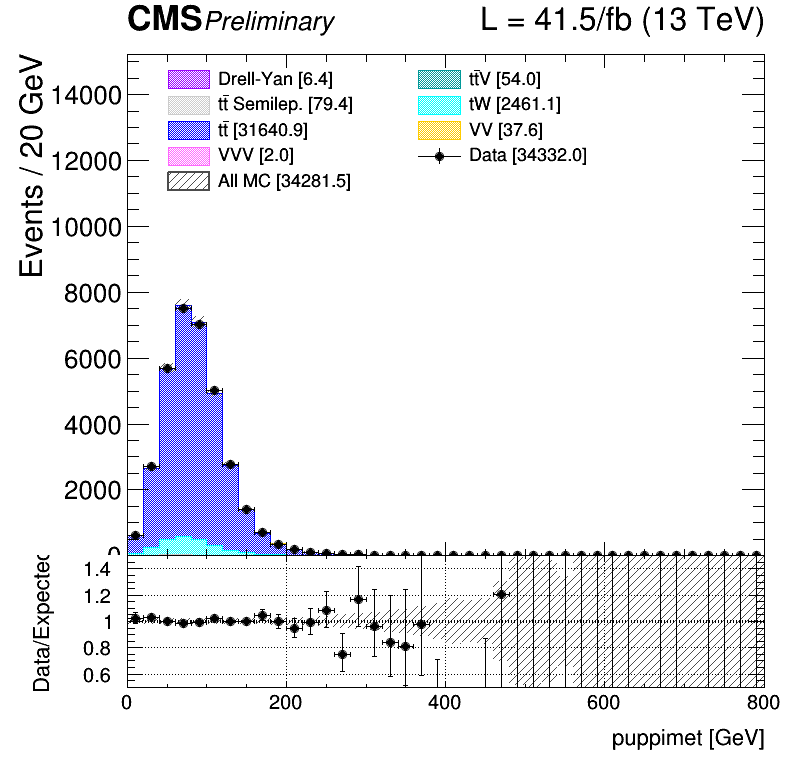 CMS Preliminary L = 41.5/fb (13 TeV)
Events / 20 GeV
Drell-Yan [6.4]
tt̄ Semilep. [79.4]
tt̄ [31640.9]
VVV [2.0]
All MC [34281.5]
tt̄V [54.0]
tW [2461.1]
VV [37.6]
Data [34332.0]
14000
12000
10000
8000
6000
4000
2000
0
Data/Expected
1.4
1.2
1
0.8
0.6
0 200 400 600 800
puppimet [GeV]